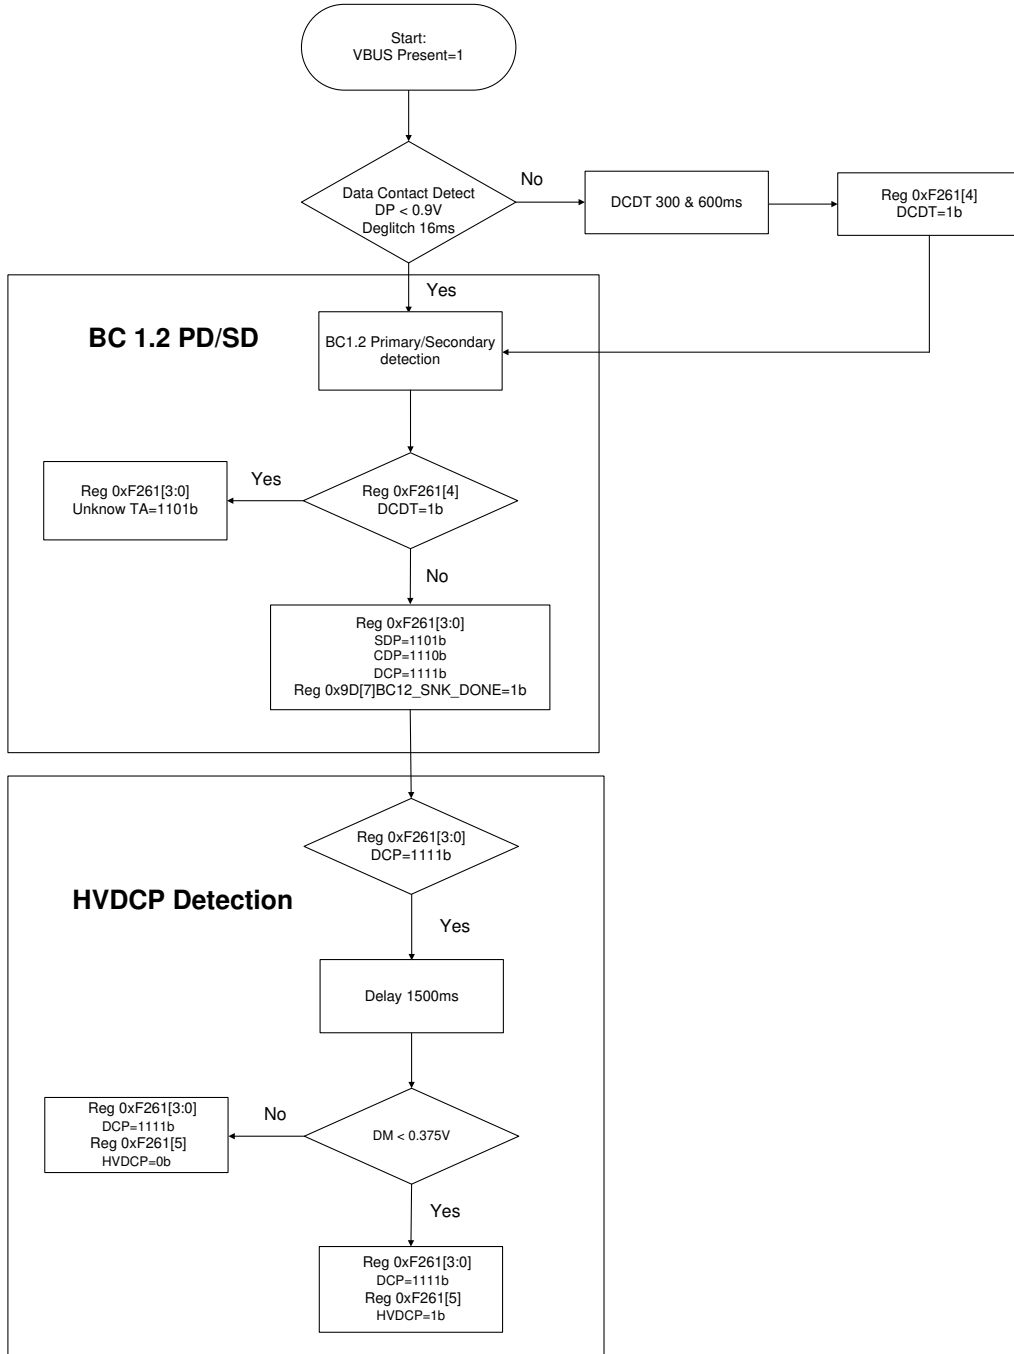 Start:
VBUS Present=1
Data Contact Detect
DP < 0.9V
Deglitch 16ms
No
DCDT 300 & 600ms
Reg 0xF261[4]
DCDT=1b
Yes
BC 1.2 PD/SD
BC1.2 Primary/Secondary
detection
Reg 0xF261[4]
DCDT=1b
Yes
Reg 0xF261[3:0]
Unknow TA=1101b
No
Reg 0xF261[3:0]
SDP=1101b
CDP=1110b
DCP=1111b
Reg 0x9D[7]BC12_SNK_DONE=1b
HVDCP Detection
Reg 0xF261[3:0]
DCP=1111b
Yes
Delay 1500ms
DM < 0.375V
No
Reg 0xF261[3:0]
DCP=1111b
Reg 0xF261[5]
HVDCP=0b
Yes
Reg 0xF261[3:0]
DCP=1111b
Reg 0xF261[5]
HVDCP=1b